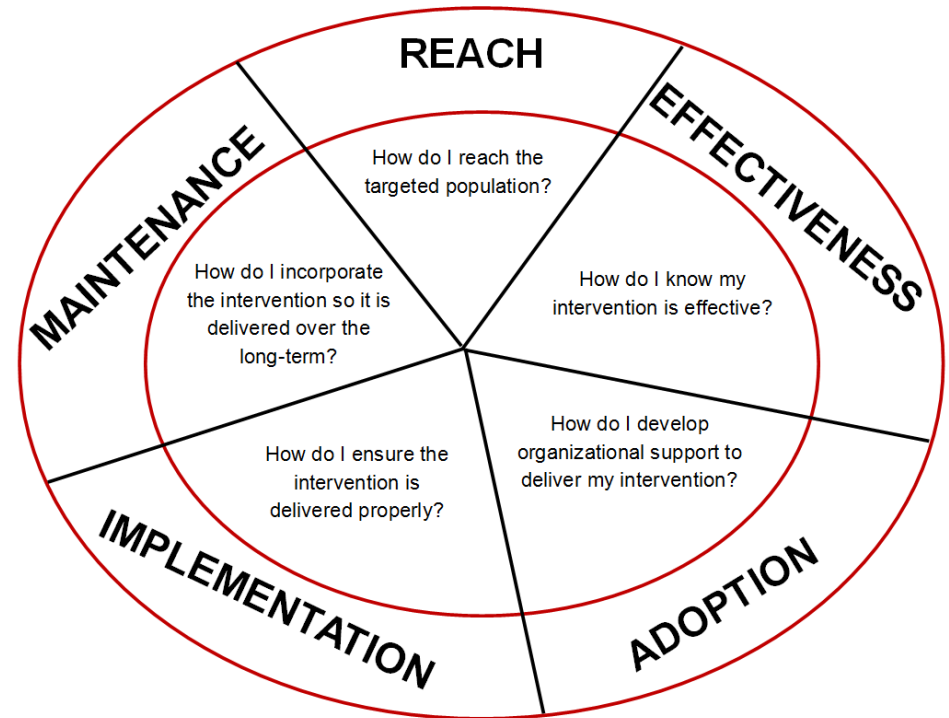 REACH
How do I reach the
targeted population?
EFFECTIVENESS
How do I know my
intervention is effective?
ADOPTION
How do I develop
organizational support to
deliver my intervention?
IMPLEMENTATION
How do I ensure the
intervention is
delivered properly?
MAINTENANCE
How do I incorporate
the intervention so it is
delivered over the
long-term?